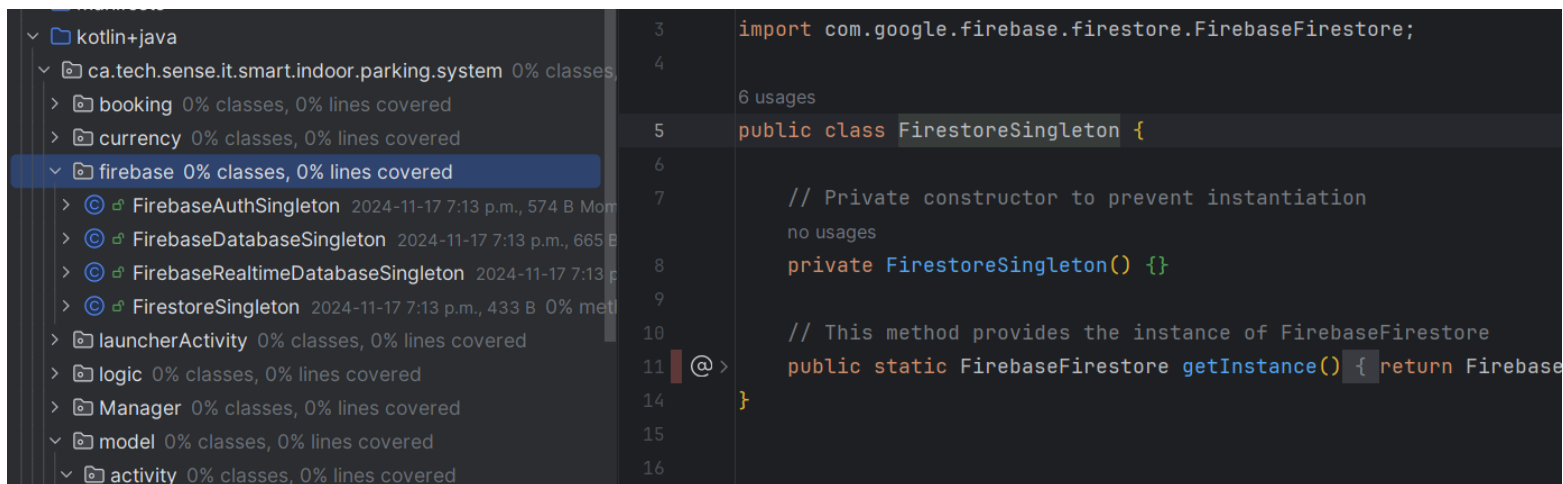 kotlin+java
ca.tech.sense.it.smart.indoor.parking.system 0% classes,
booking 0% classes, 0% lines covered
currency 0% classes, 0% lines covered
firebase 0% classes, 0% lines covered
FirebaseAuthSingleton 2024-11-17 7:13 p.m., 574 B Mom
FirebaseDatabaseSingleton 2024-11-17 7:13 p.m., 665 B
FirebaseRealtimeDatabaseSingleton 2024-11-17 7:13 p
FirestoreSingleton 2024-11-17 7:13 p.m., 433 B 0% met
launcherActivity 0% classes, 0% lines covered
logic 0% classes, 0% lines covered
Manager 0% classes, 0% lines covered
model 0% classes, 0% lines covered
activity 0% classes, 0% lines covered
3 import com.google.firebase.firestore.FirebaseFirestore;
4
6 usages
5 public class FirestoreSingleton {
6
7 // Private constructor to prevent instantiation
no usages
8 private FirestoreSingleton() {}
9
10 // This method provides the instance of FirebaseFirestore
11 @ public static FirebaseFirestore getInstance() { return Firebase
14 }
15
16